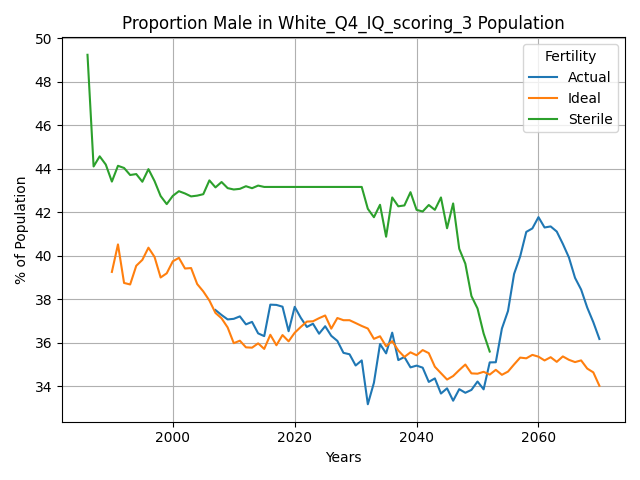 Proportion Male in White_Q4_IQ_scoring_3 Population
50
48
46
44
42
40
38
36
34
% of Population
Fertility
Actual
Ideal
Sterile
2000
2020
2040
2060
Years